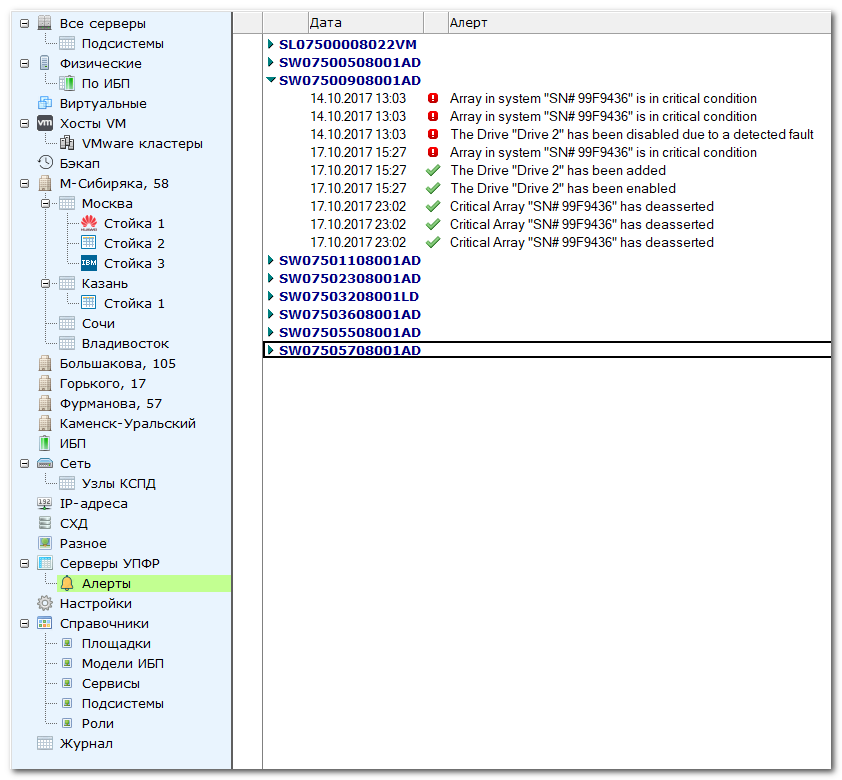 Все серверы
Подсистемы
Физические
По ИБП
Виртуальные
vm Хосты VM
VMware кластеры
Бэкап
М-Сибиряка, 58
Москва
HUAWEI Стойка 1
Стойка 2
IBM Стойка 3
Казань
Стойка 1
Сочи
Владивосток
Большакова, 105
Горького, 17
Фурманова, 57
Каменск-Уральский
ИБП
Сеть
Узлы КСПД
192 IP-адреса
СХД
Разное
Серверы УПФР
Алерты
Настройки
Справочники
Площадки
Модели ИБП
Сервисы
Подсистемы
Роли
Журнал
Дата Алерт
SL07500008022VM
SW07500508001AD
SW07500908001AD
14.10.2017 13:03 Array in system "SN# 99F9436" is in critical condition
14.10.2017 13:03 Array in system "SN# 99F9436" is in critical condition
14.10.2017 13:03 The Drive "Drive 2" has been disabled due to a detected fault
17.10.2017 15:27 Array in system "SN# 99F9436" is in critical condition
17.10.2017 15:27 The Drive "Drive 2" has been added
17.10.2017 15:27 The Drive "Drive 2" has been enabled
17.10.2017 23:02 Critical Array "SN# 99F9436" has deasserted
17.10.2017 23:02 Critical Array "SN# 99F9436" has deasserted
17.10.2017 23:02 Critical Array "SN# 99F9436" has deasserted
SW07501108001AD
SW07502308001AD
SW07503208001LD
SW07503608001AD
SW07505508001AD
SW07505708001AD